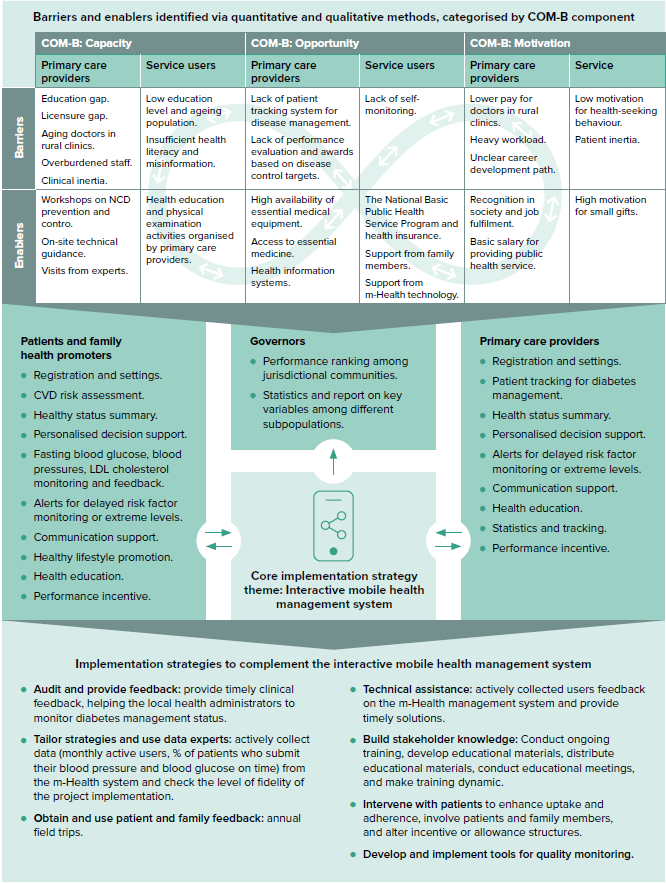 Barriers and enablers identified via quantitative and qualitative methods, categorised by COM-B component
COM-B: Capacity
COM-B: Opportunity
COM-B: Motivation
Primary care
providers
Service users
Primary care
providers
Service users
Primary care
providers
Service
Barriers
Education gap.
Licensure gap.
Aging doctors in
rural clinics.
Overburdened staff.
Clinical inertia.
Low education
level and ageing
population.
Insufficient health
literacy and
misinformation.
Lack of patient
tracking system for
disease management.
Lack of performance
evaluation and awards
based on disease
control targets.
Lack of self-
monitoring.
Lower pay for
doctors in rural
clinics.
Heavy workload.
Unclear career
development path.
Low motivation
for health-seeking
behaviour.
Patient inertia.
Enablers
Workshops on NCD
prevention and
contro.
On-site technical
guidance.
Visits from experts.
Health education
and physical
examination
activities organised
by primary care
providers.
High availability of
essential medical
equipment.
Access to essential
medicine.
Health information
systems.
The National Basic
Public Health
Service Program and
health insurance.
Support from family
members.
Support from
m-Health technology.
Recognition in
society and job
fulfilment.
Basic salary for
providing public
health service.
High motivation
for small gifts.
Patients and family
health promoters
• Registration and settings.
• CVD risk assessment.
• Healthy status summary.
• Personalised decision support.
• Fasting blood glucose, blood
pressures, LDL cholesterol
monitoring and feedback.
• Alerts for delayed risk factor
monitoring or extreme levels.
• Communication support.
• Healthy lifestyle promotion.
• Health education.
• Performance incentive.
Governors
• Performance ranking among
jurisdictional communities.
• Statistics and report on key
variables among different
subpopulations.
Core implementation strategy
theme: Interactive mobile health
management system
Primary care providers
• Registration and settings.
• Patient tracking for diabetes
management.
• Health status summary.
• Personalised decision support.
• Alerts for delayed risk factor
monitoring or extreme levels.
• Communication support.
• Health education.
• Statistics and tracking.
• Performance incentive.
Implementation strategies to complement the interactive mobile health management system
• Audit and provide feedback: provide timely clinical
feedback, helping the local health administrators to
monitor diabetes management status.
• Tailor strategies and use data experts: actively collect
data (monthly active users, % of patients who submit
their blood pressure and blood glucose on time) from
the m-Health system and check the level of fidelity of
the project implementation.
• Obtain and use patient and family feedback: annual
field trips.
• Technical assistance: actively collected users feedback
on the m-Health management system and provide
timely solutions.
• Build stakeholder knowledge: Conduct ongoing
training, develop educational materials, distribute
educational materials, conduct educational meetings,
and make training dynamic.
• Intervene with patients to enhance uptake and
adherence, involve patients and family members,
and alter incentive or allowance structures.
• Develop and implement tools for quality monitoring.